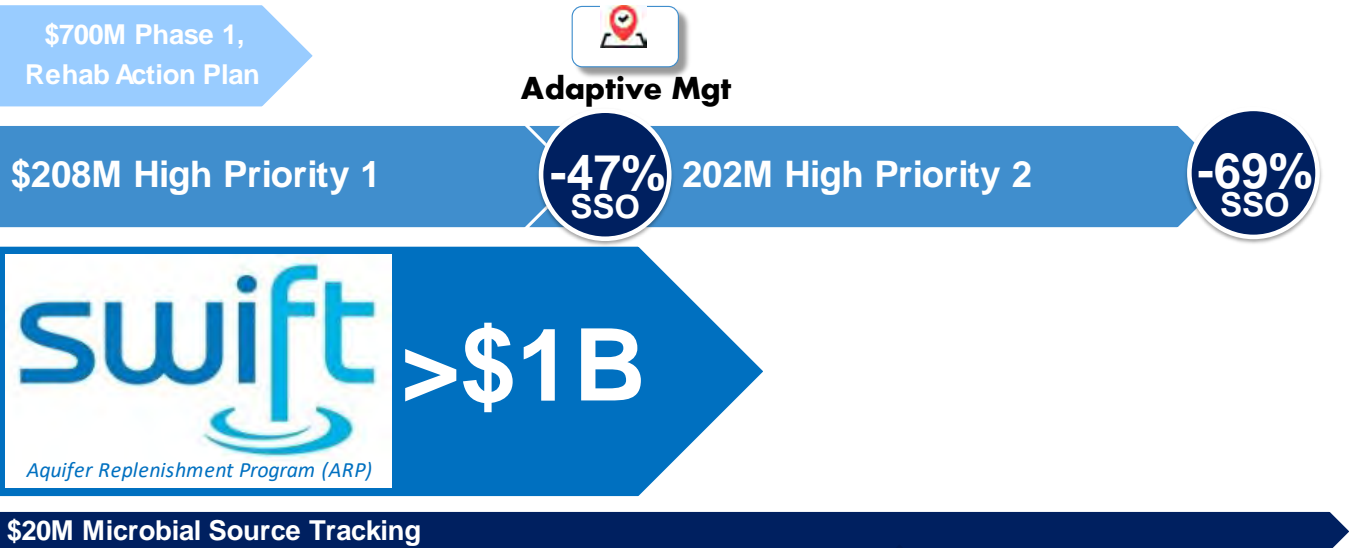 $700M Phase 1,
Rehab Action Plan
Adaptive Mgt
$208M High Priority 1
-47%
SSO
202M High Priority 2
-69%
SSO
swift
Aquifer Replenishment Program (ARP)
>$1B
$20M Microbial Source Tracking